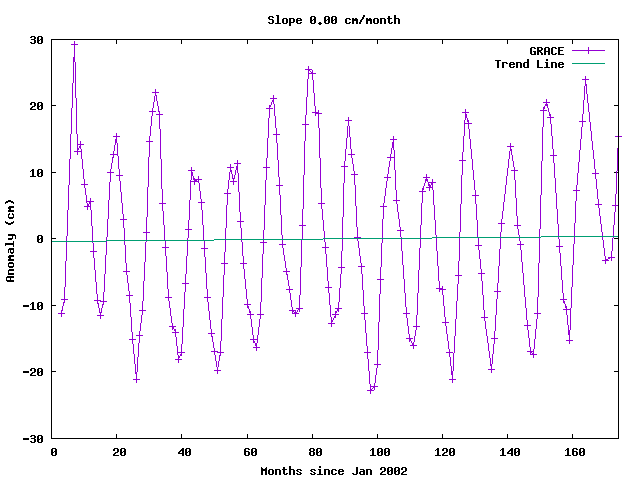 Slope 0.00 cm/month
GRACE
Trend Line
30
20
10
0
-10
-20
-30
Anomaly (cm)
0 20 40 60 80 100 120 140 160
Months since Jan 2002